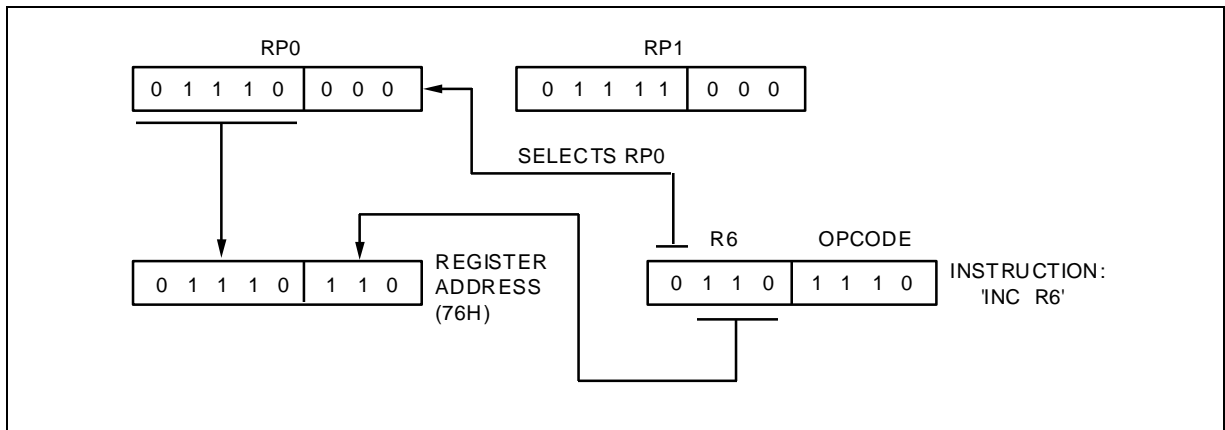 RP0
RP1
0 1 1 1 0 0 0 0
0 1 1 1 1 0 0 0
SELECTS RP0
R6
OPCODE
0 1 1 1 0 1 1 0
REGISTER
ADDRESS
(76H)
0 1 1 0 1 1 1 0
INSTRUCTION:
'INC R6'